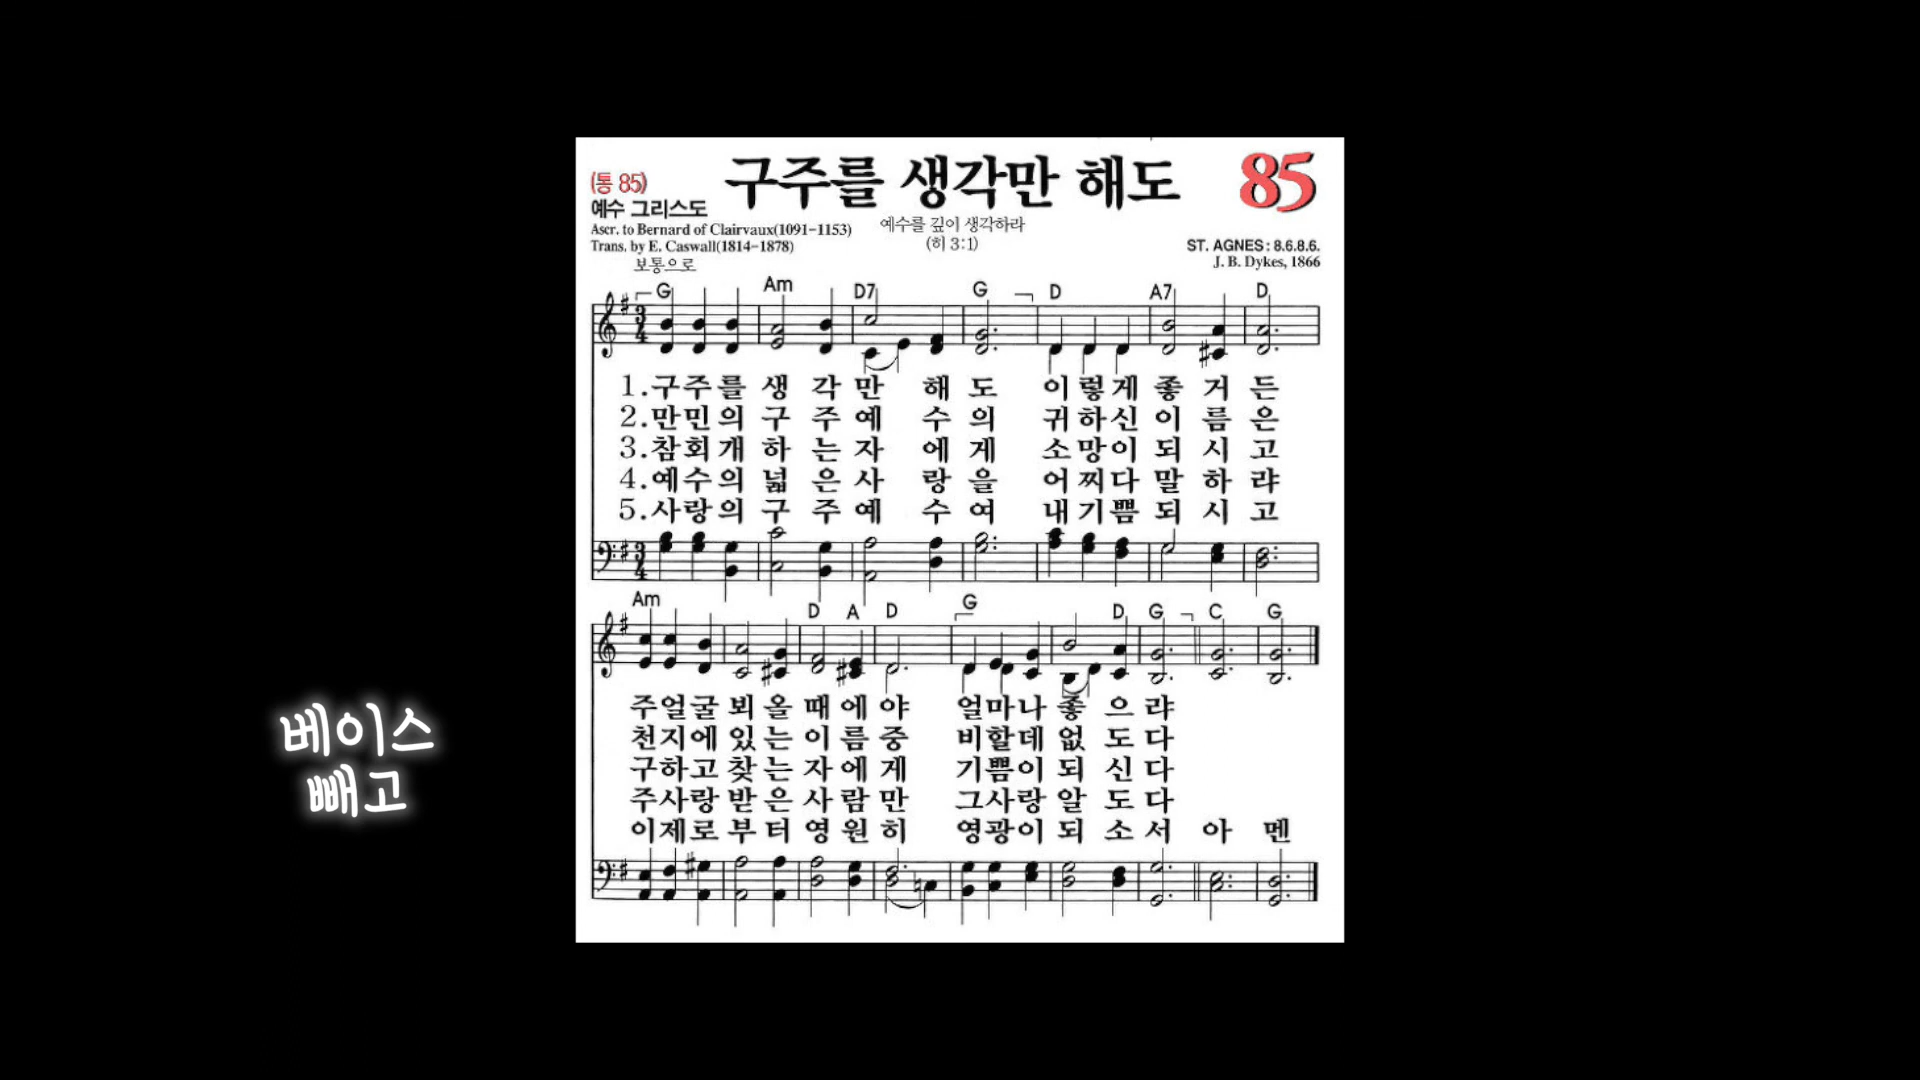 구주를 생각만 해도
85
(통 85)
예수 그리스도
Ascr. to Bernard of Clairvaux(1091-1153)
예수를 깊이 생각하라
Trans. by E. Caswall(1814-1878)
(히 3:1)
ST. AGNES : 8.6.8.6.
보통으로
J. B. Dykes, 1866
G Am D7 G D A7 D
3 4
1.구주를 생 각 만 해 도 이렇게 좋 거 든
2.만민의 구 주 예 수 의 귀하신 이 름 은
3.참회개 하 는 자 에 게 소망이 되 시 고
4.예수의 넓 은 사 랑 을 어찌다 말 하 랴
5.사랑의 구 주 예 수 여 내기쁨 되 시 고
3 4
Am D A D G D G C G
주얼굴 뵈 올 때 에 야 얼마나 좋 으 랴
천지에 있 는 이 름 중 비할데 없 도 다
구하고 찾 는 자 에 게 기쁨이 되 신 다
주사랑 받 은 사 람 만 그사랑 알 도 다
이제로 부 터 영 원 히 영광이 되 소 서 아 멘
베이스
빼고